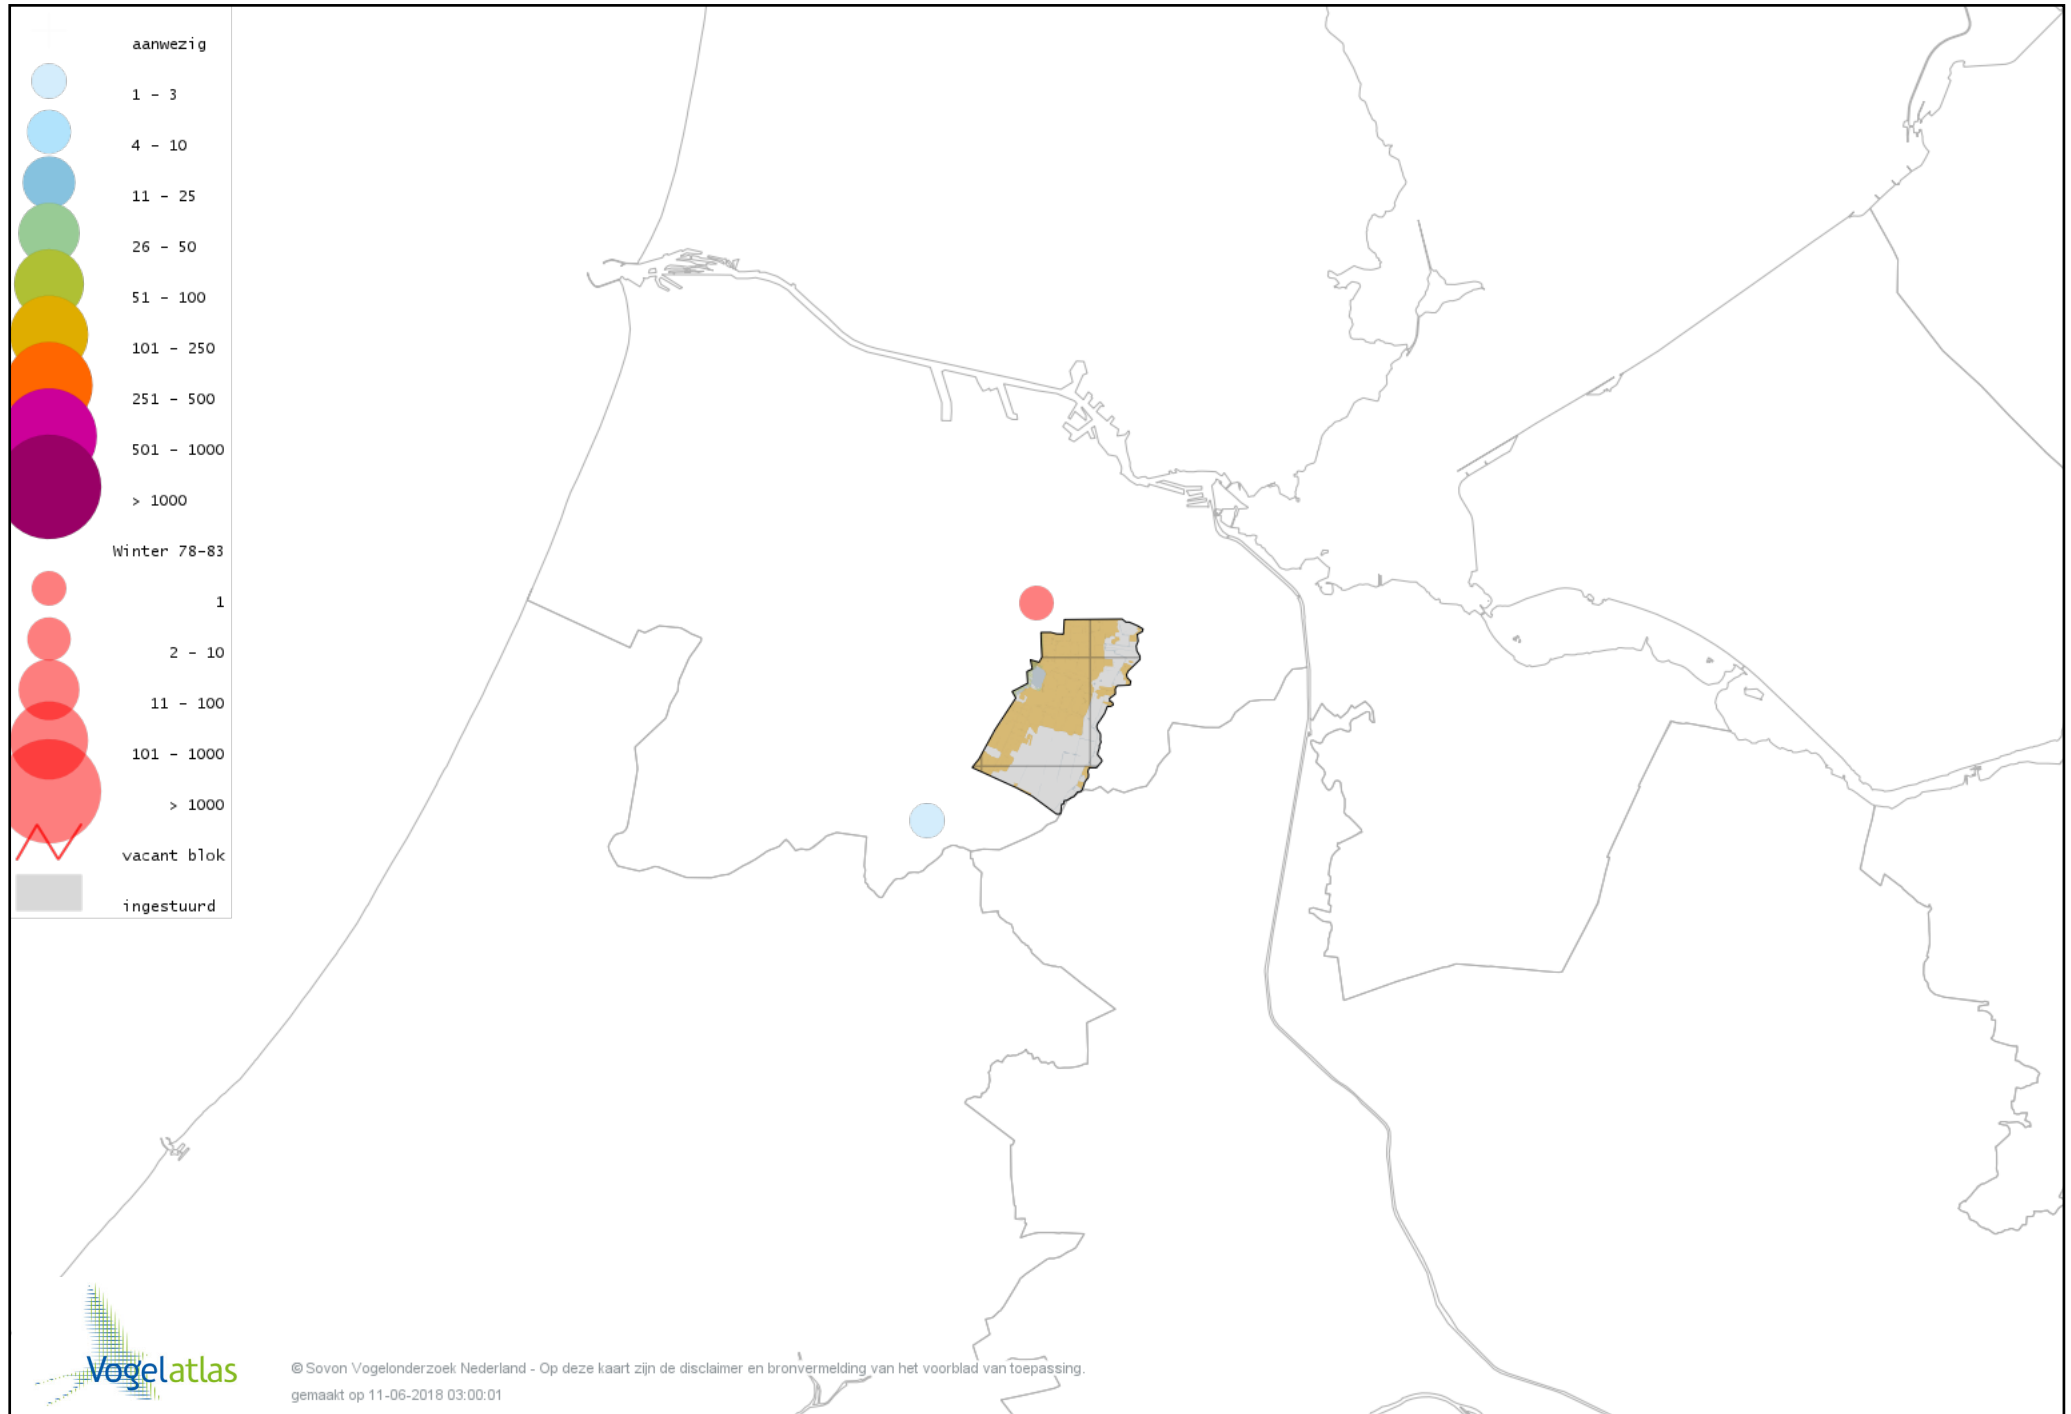 aanwezig
1 - 3
4 - 10
11 - 25
26 - 50
51 - 100
101 - 250
251 - 500
501 - 1000
> 1000
Winter 78-83
1
2 - 10
11 - 100
101 - 1000
> 1000
vacant blok
ingestuurd
Vogelatlas
© Sovon Vogelonderzoek Nederland - Op deze kaart zijn de disclaimer en bronvermelding van het voorblad van toepassing.
gemaakt op 11-06-2018 03:00:01